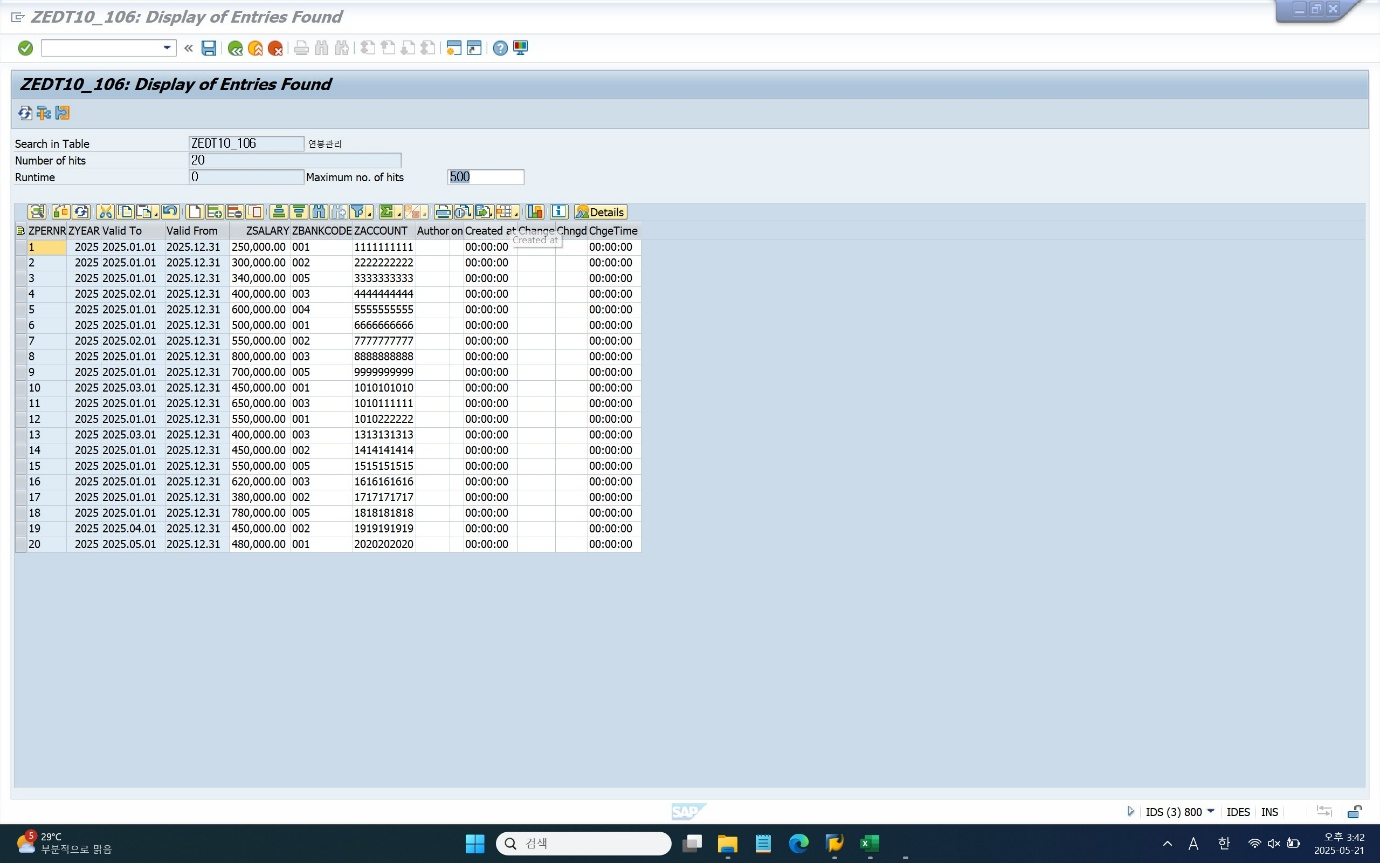 ZEDT10_106: Display of Entries Found
ZEDT10_106: Display of Entries Found
Search in Table ZEDT10_106 연봉관리
Number of hits 20
Runtime 0 Maximum no. of hits 500
Details
ZPERNR ZYEAR Valid To Valid From ZSALARY ZBANKCODE ZACCOUNT Author on Created at Change Chngd ChgeTime
Created at
1 2025 2025.01.01 2025.12.31 250,000.00 001 1111111111 00:00:00 00:00:00
2 2025 2025.01.01 2025.12.31 300,000.00 002 2222222222 00:00:00 00:00:00
3 2025 2025.01.01 2025.12.31 340,000.00 005 3333333333 00:00:00 00:00:00
4 2025 2025.02.01 2025.12.31 400,000.00 003 4444444444 00:00:00 00:00:00
5 2025 2025.01.01 2025.12.31 600,000.00 004 5555555555 00:00:00 00:00:00
6 2025 2025.01.01 2025.12.31 500,000.00 001 6666666666 00:00:00 00:00:00
7 2025 2025.02.01 2025.12.31 550,000.00 002 7777777777 00:00:00 00:00:00
8 2025 2025.01.01 2025.12.31 800,000.00 003 8888888888 00:00:00 00:00:00
9 2025 2025.01.01 2025.12.31 700,000.00 005 9999999999 00:00:00 00:00:00
10 2025 2025.03.01 2025.12.31 450,000.00 001 1010101010 00:00:00 00:00:00
11 2025 2025.01.01 2025.12.31 650,000.00 003 1010111111 00:00:00 00:00:00
12 2025 2025.01.01 2025.12.31 550,000.00 001 1010222222 00:00:00 00:00:00
13 2025 2025.03.01 2025.12.31 400,000.00 003 1313131313 00:00:00 00:00:00
14 2025 2025.01.01 2025.12.31 450,000.00 002 1414141414 00:00:00 00:00:00
15 2025 2025.01.01 2025.12.31 550,000.00 005 1515151515 00:00:00 00:00:00
16 2025 2025.01.01 2025.12.31 620,000.00 003 1616161616 00:00:00 00:00:00
17 2025 2025.01.01 2025.12.31 380,000.00 002 1717171717 00:00:00 00:00:00
18 2025 2025.01.01 2025.12.31 780,000.00 005 1818181818 00:00:00 00:00:00
19 2025 2025.04.01 2025.12.31 450,000.00 002 1919191919 00:00:00 00:00:00
20 2025 2025.05.01 2025.12.31 480,000.00 001 2020202020 00:00:00 00:00:00
SAP
IDS (3) 800 IDES INS
5 29°C
부분적으로 맑음
검색
A 한
오후 3:42
2025-05-21